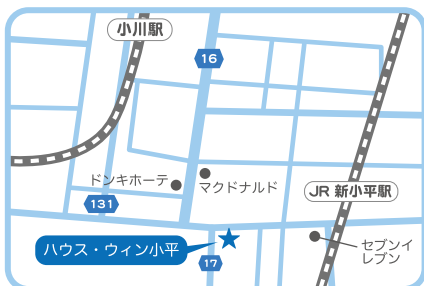 小川駅
16
ドンキホーテ
マクドナルド
JR 新小平駅
131
ハウス・ウィン小平
17
セブンイ
レブン